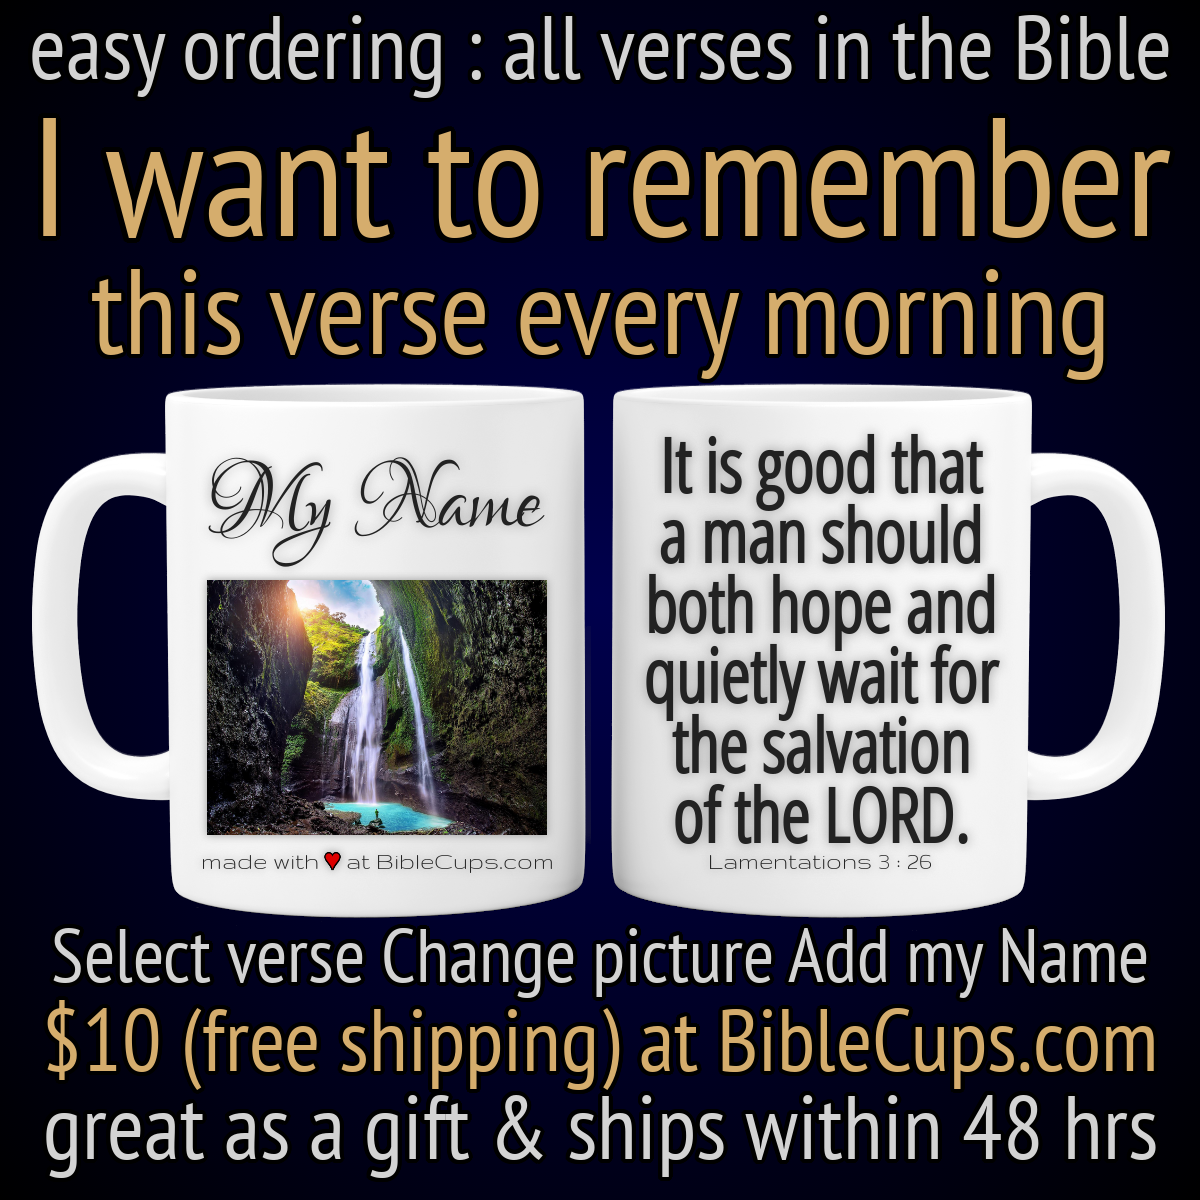 easy ordering : all verses in the Bible
I want to remember
this verse every morning
My Name
made with ♥ at BibleCups.com
It is good that
a man should
both hope and
quietly wait for
the salvation
of the LORD.
Lamentations 3 : 26
Select verse Change picture Add my Name
$10 (free shipping) at BibleCups.com
great as a gift & ships within 48 hrs